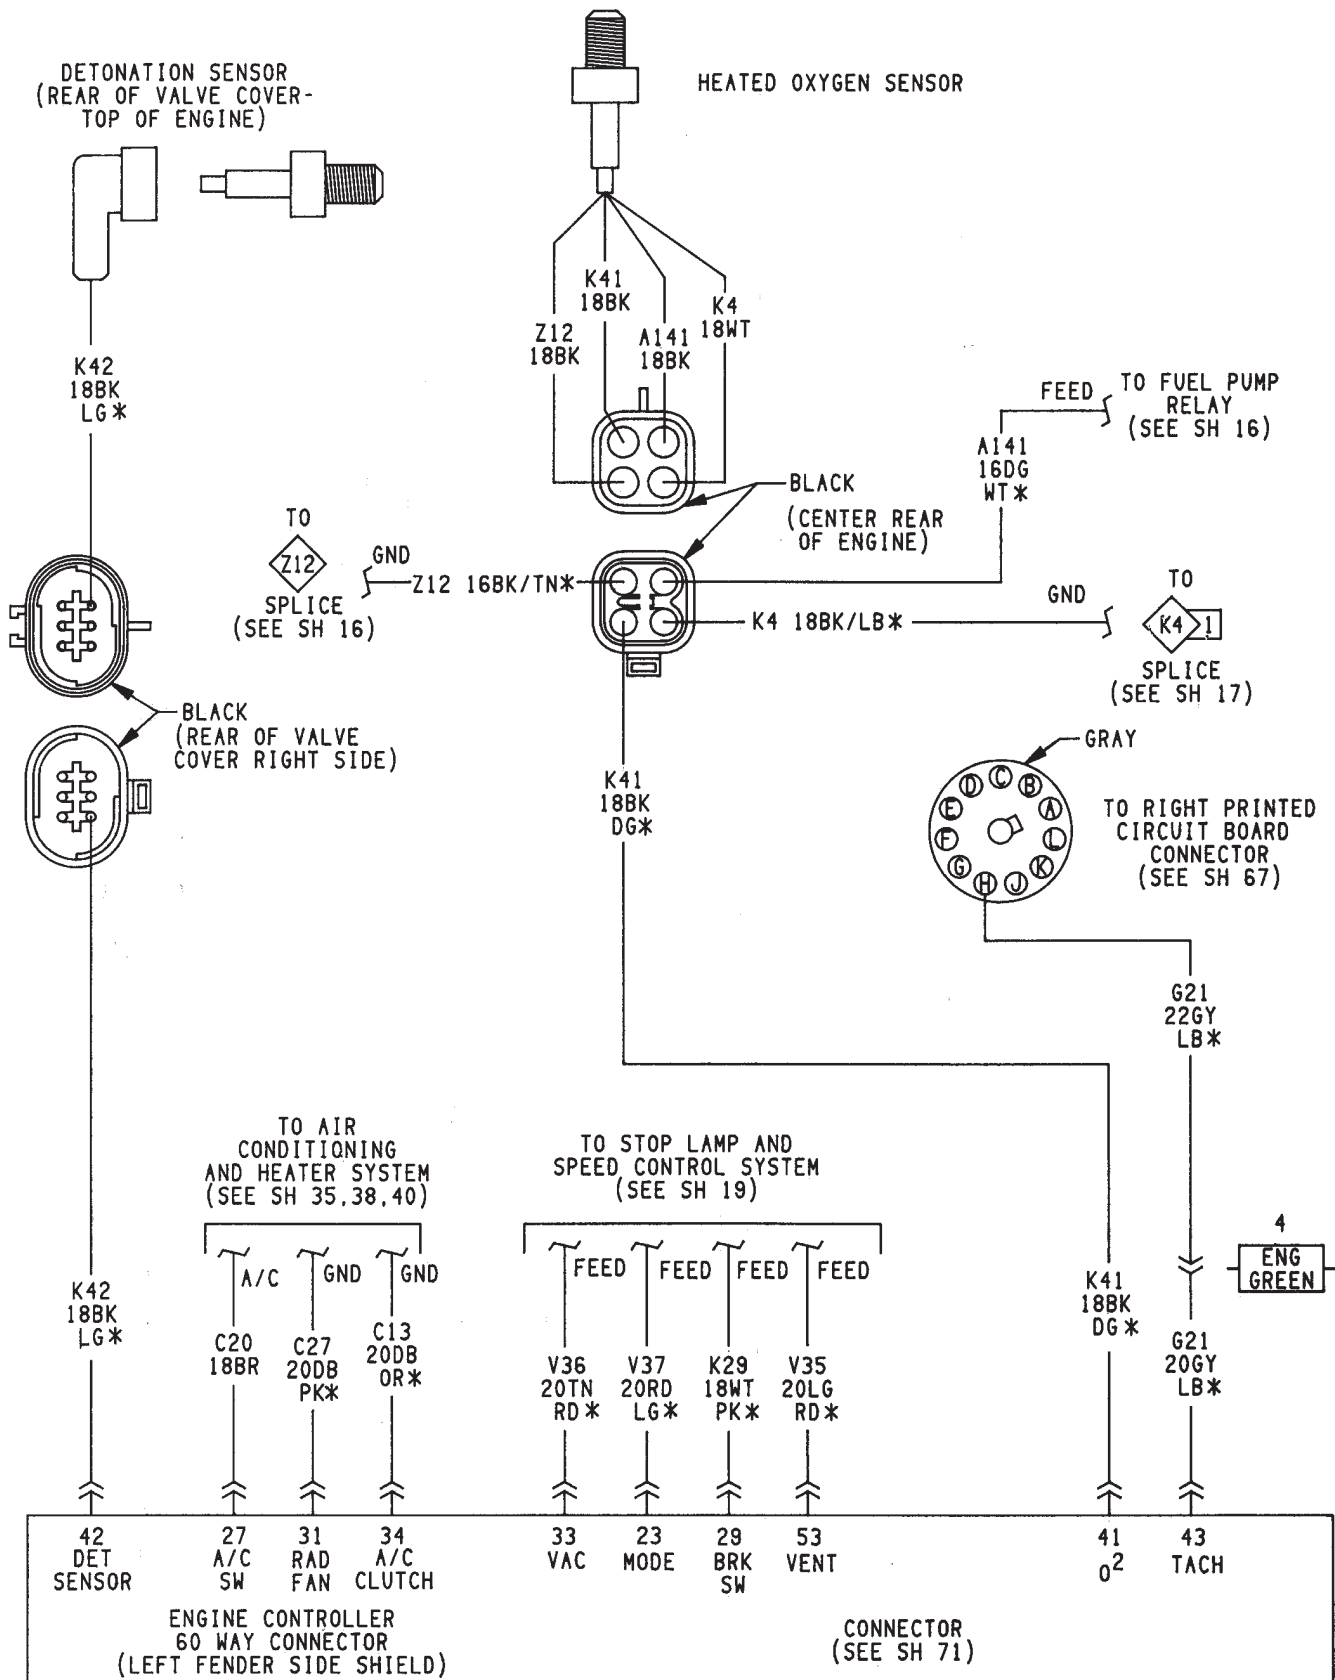 DETONATION SENSOR
(REAR OF VALVE COVER-
TOP OF ENGINE)
HEATED OXYGEN SENSOR
K42
18BK
LG*
Z12
18BK
K41
18BK
A141
18BK
K4
18WT
FEED
TO FUEL PUMP
RELAY
(SEE SH 16)
A141
16DG
WT*
BLACK
(CENTER REAR
OF ENGINE)
TO
Z12
SPLICE
(SEE SH 16)
GND
Z12 16BK/TN*
K4 18BK/LB*
GND
TO
K4 1
SPLICE
(SEE SH 17)
BLACK
(REAR OF VALVE
COVER RIGHT SIDE)
K41
18BK
DG*
GRAY
A
B
C
D
E
F
G
H
J
K
L
TO RIGHT PRINTED
CIRCUIT BOARD
CONNECTOR
(SEE SH 67)
G21
22GY
LB*
TO AIR
CONDITIONING
AND HEATER SYSTEM
(SEE SH 35,38,40)
TO STOP LAMP AND
SPEED CONTROL SYSTEM
(SEE SH 19)
A/C
GND
GND
FEED
FEED
FEED
FEED
4
ENG
GREEN
K42
18BK
LG*
C20
18BR
C27
20DB
PK*
C13
20DB
OR*
V36
20TN
RD*
V37
20RD
LG*
K29
18WT
PK*
V35
20LG
RD*
K41
18BK
DG*
G21
20GY
LB*
42
DET
SENSOR
27
A/C
SW
31
RAD
FAN
34
A/C
CLUTCH
33
VAC
23
MODE
29
BRK
SW
53
VENT
41
O²
43
TACH
ENGINE CONTROLLER
60 WAY CONNECTOR
(LEFT FENDER SIDE SHIELD)
CONNECTOR
(SEE SH 71)